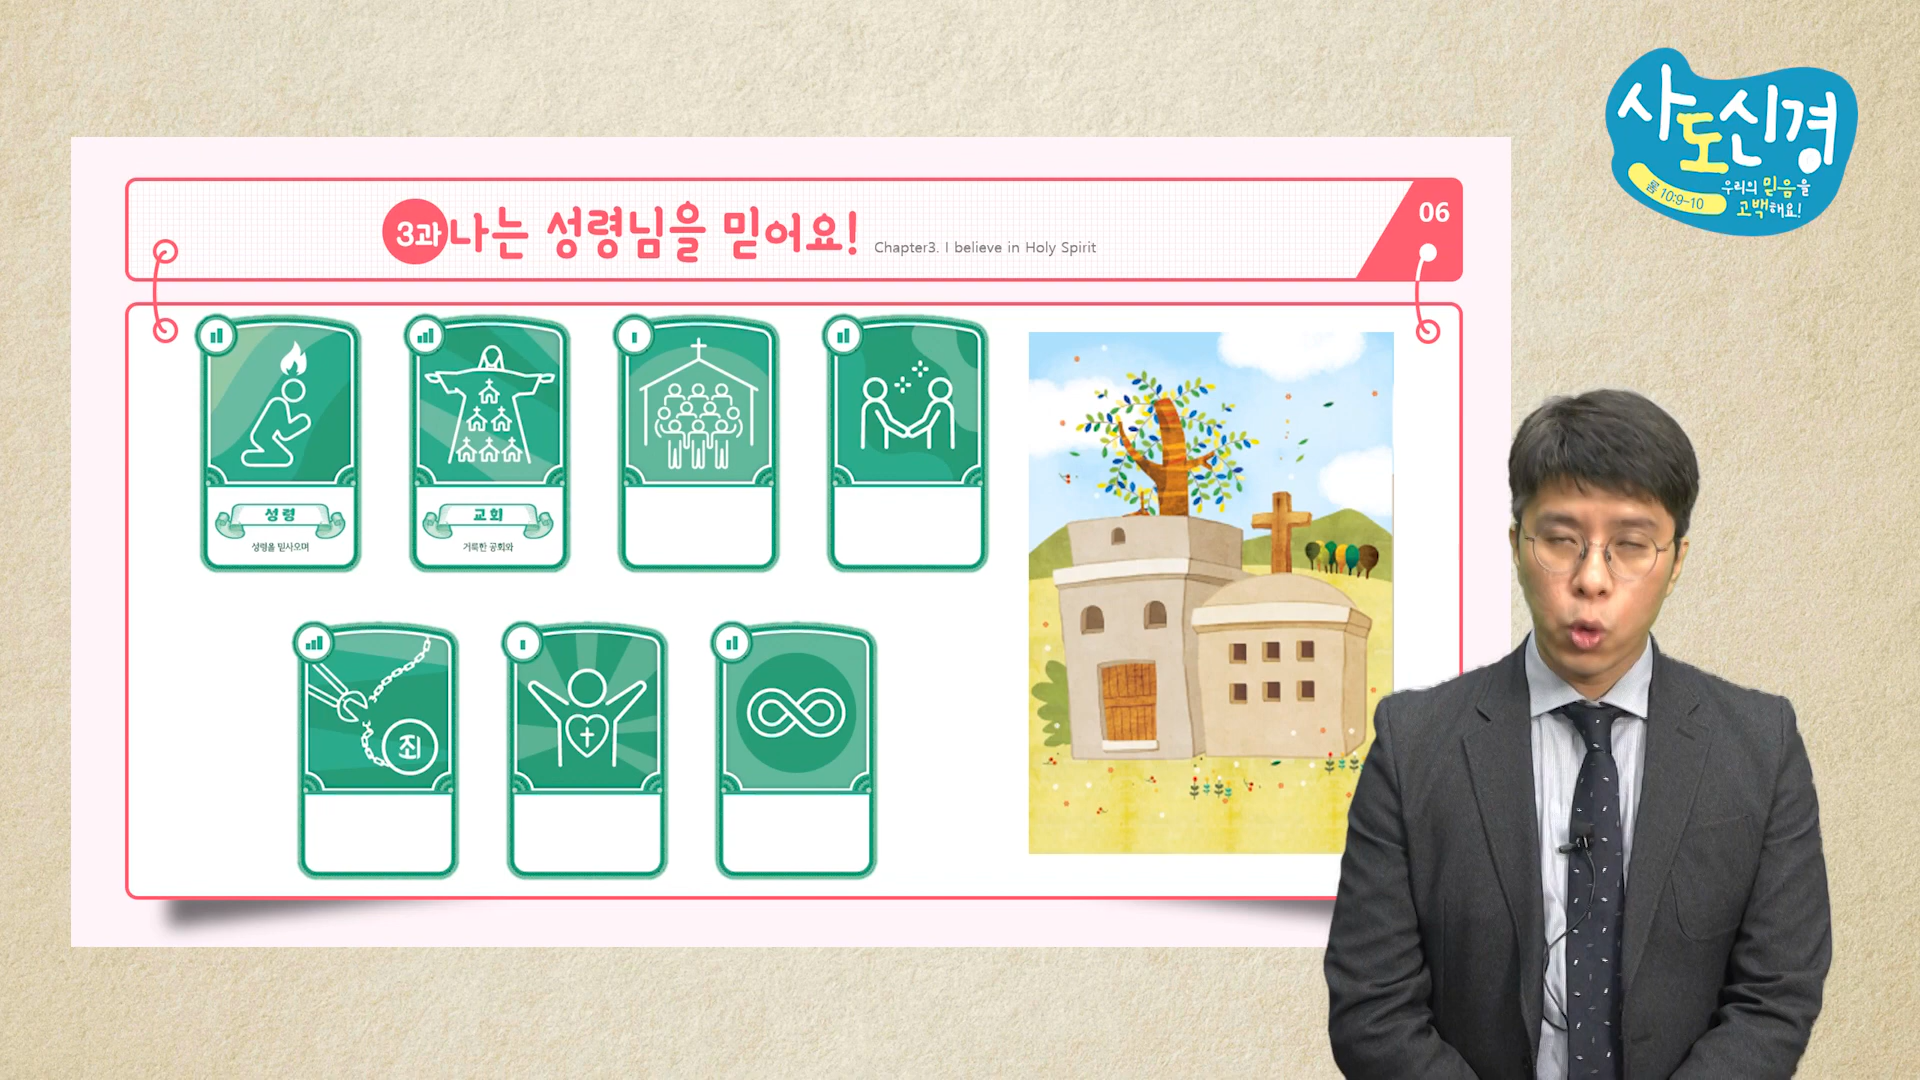 사도신경
롬 10:9-10
우리의 믿음을
고백해요!
3과 나는 성령님을 믿어요!
Chapter3. I believe in Holy Spirit
06
성령
성령을 믿사오며
교회
거룩한 공회와
죄